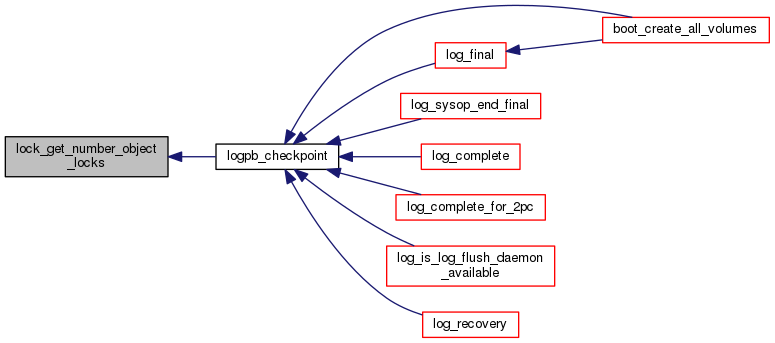 boot_create_all_volumes
log_final
log_sysop_end_final
lock_get_number_object
_locks
logpb_checkpoint
log_complete
log_complete_for_2pc
log_is_log_flush_daemon
_available
log_recovery